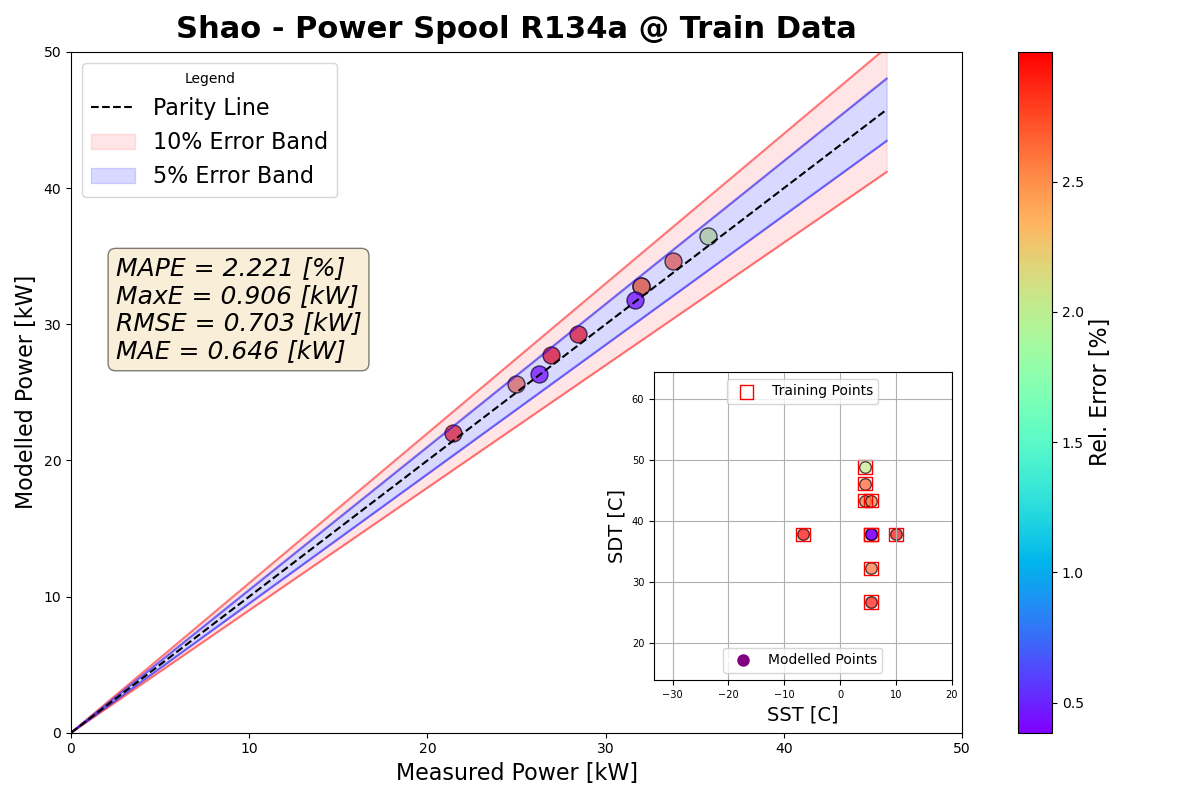 Shao - Power Spool R134a @ Train Data
50
40
30
20
10
0
Modelled Power [kW]
Legend
Parity Line
10% Error Band
5% Error Band
MAPE = 2.221 [%]
MaxE = 0.906 [kW]
RMSE = 0.703 [kW]
MAE = 0.646 [kW]
Training Points
60
50
40
30
20
SDT [C]
Modelled Points
−30 −20 −10 0 10 20
SST [C]
0 10 20 30 40 50
Measured Power [kW]
2.5
2.0
1.5
1.0
0.5
Rel. Error [%]